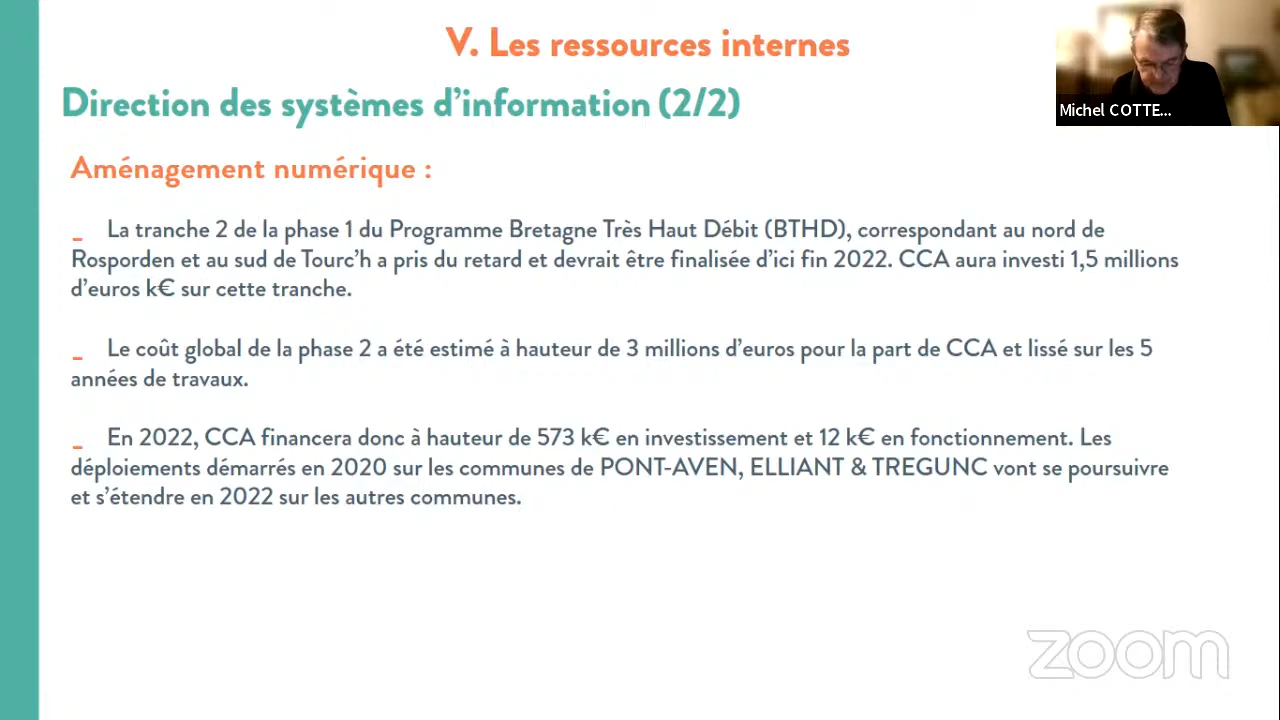 V. Les ressources internes
Direction des systèmes d'information (2/2)
Michel COTTE...
Aménagement numérique :
_ La tranche 2 de la phase 1 du Programme Bretagne Très Haut Débit (BTHD), correspondant au nord de
Rosporden et au sud de Tourc'h a pris du retard et devrait être finalisée d'ici fin 2022. CCA aura investi 1,5 millions
d'euros k€ sur cette tranche.
_ Le coût global de la phase 2 a été estimé à hauteur de 3 millions d'euros pour la part de CCA et lissé sur les 5
années de travaux.
_ En 2022, CCA financera donc à hauteur de 573 k€ en investissement et 12 k€ en fonctionnement. Les
déploiements démarrés en 2020 sur les communes de PONT-AVEN, ELLIANT & TREGUNC vont se poursuivre
et s'étendre en 2022 sur les autres communes.
zoom